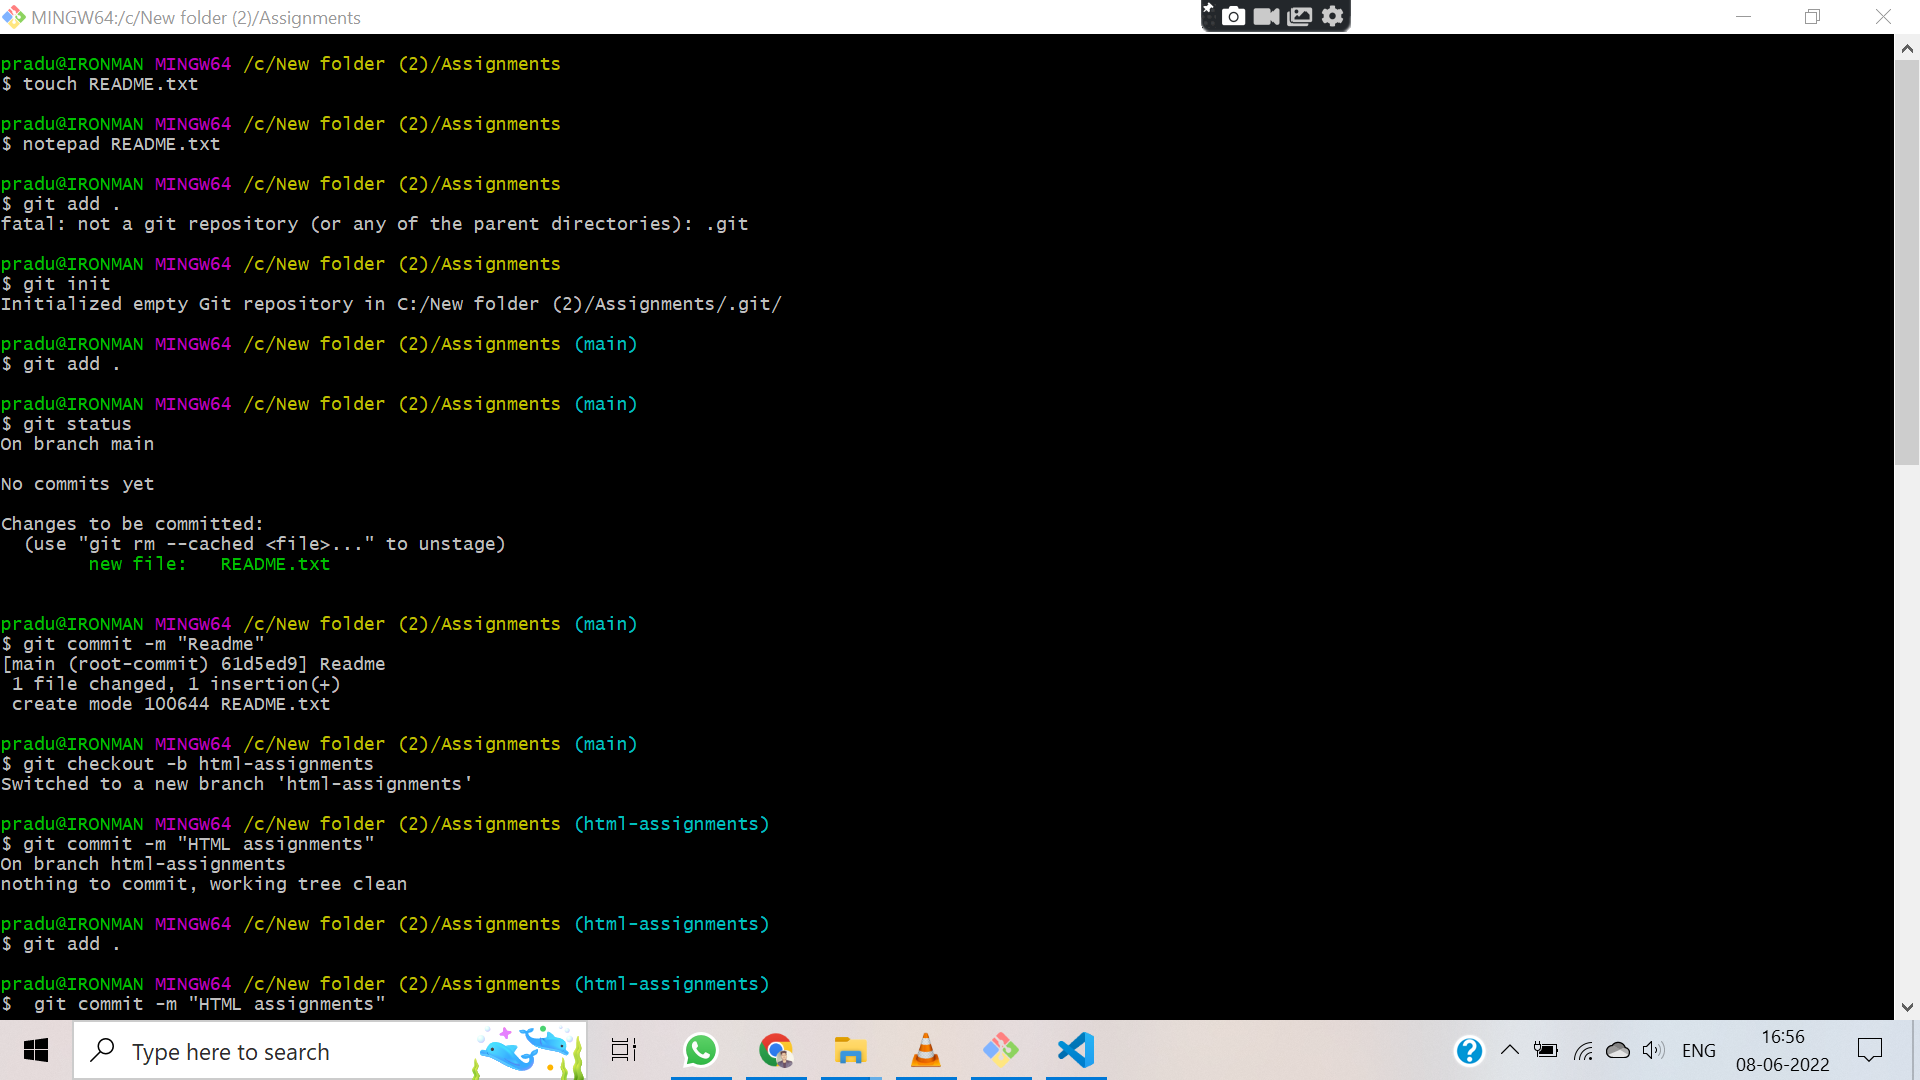 MINGW64:/c/New folder (2)/Assignments
pradu@IRONMAN MINGW64 /c/New folder (2)/Assignments
$ touch README.txt
pradu@IRONMAN MINGW64 /c/New folder (2)/Assignments
$ notepad README.txt
pradu@IRONMAN MINGW64 /c/New folder (2)/Assignments
$ git add .
fatal: not a git repository (or any of the parent directories): .git
pradu@IRONMAN MINGW64 /c/New folder (2)/Assignments
$ git init
Initialized empty Git repository in C:/New folder (2)/Assignments/.git/
pradu@IRONMAN MINGW64 /c/New folder (2)/Assignments (main)
$ git add .
pradu@IRONMAN MINGW64 /c/New folder (2)/Assignments (main)
$ git status
On branch main
No commits yet
Changes to be committed:
  (use "git rm --cached <file>..." to unstage)
        new file:   README.txt
pradu@IRONMAN MINGW64 /c/New folder (2)/Assignments (main)
$ git commit -m "Readme"
[main (root-commit) 61d5ed9] Readme
 1 file changed, 1 insertion(+)
 create mode 100644 README.txt
pradu@IRONMAN MINGW64 /c/New folder (2)/Assignments (main)
$ git checkout -b html-assignments
Switched to a new branch 'html-assignments'
pradu@IRONMAN MINGW64 /c/New folder (2)/Assignments (html-assignments)
$ git commit -m "HTML assignments"
On branch html-assignments
nothing to commit, working tree clean
pradu@IRONMAN MINGW64 /c/New folder (2)/Assignments (html-assignments)
$ git add .
pradu@IRONMAN MINGW64 /c/New folder (2)/Assignments (html-assignments)
$  git commit -m "HTML assignments"
Type here to search
ENG
16:56
08-06-2022